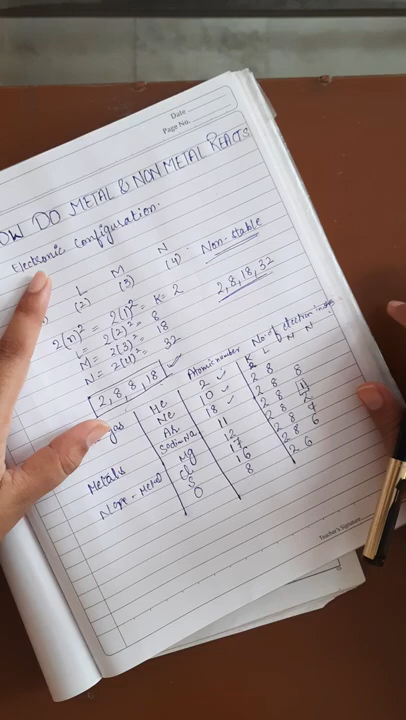 Date
Page No.
OW DO METAL & NON METAL REACTS
Electronic Configuration.
L M N Non-stable
(2) (3) (4)
2(n)² = 2(1)² = K = 2 2,8,18,32
L = 2(2)² = 8
M = 2(3)² = 18
N = 2(4)² = 32
2,8,8,18
Atomic number No. of electron in
K L M N
gas He 2 2
Ne 10 2 8
Ar 18 2 8 8
Metals Sodium Na 11 2 8 1
Mg 12 2 8 2
Non-Metal Cl 17 2 8 7
S 16 2 8 6
O 8 2 6
Teacher's Signature